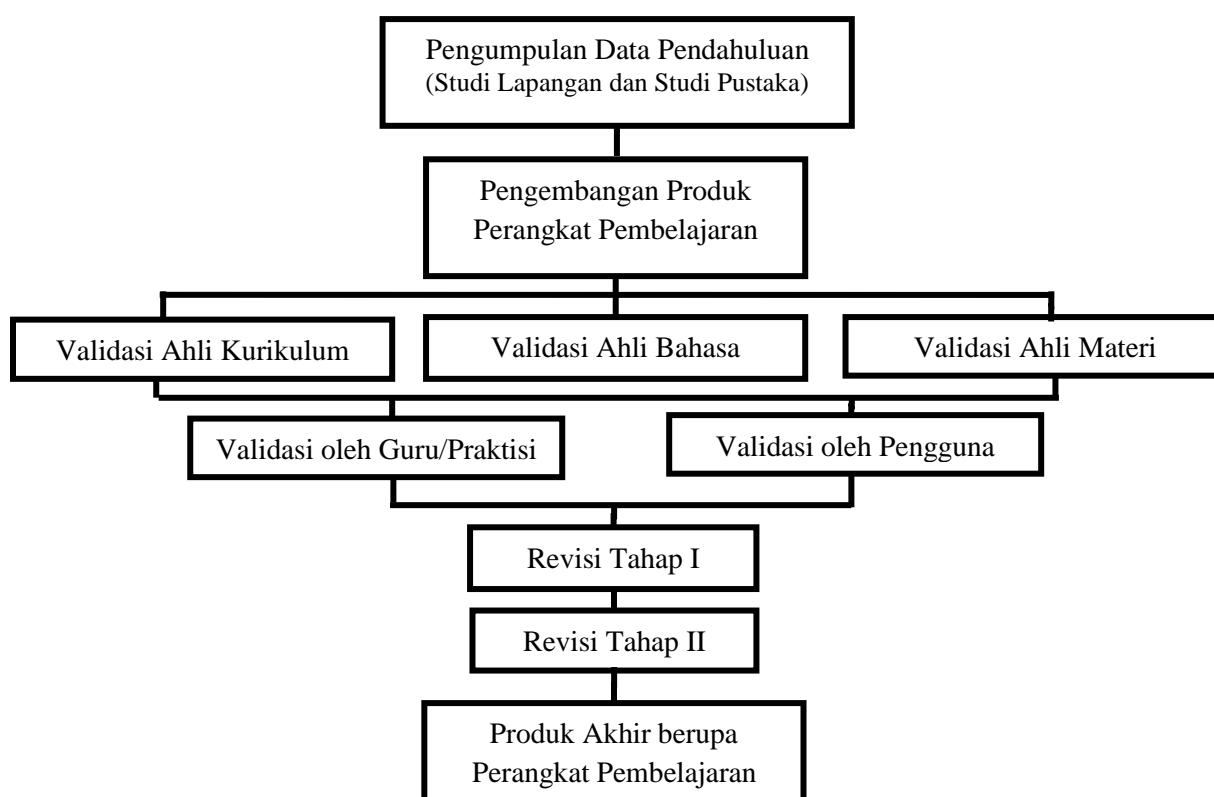 Pengumpulan Data Pendahuluan
(Studi Lapangan dan Studi Pustaka)
Pengembangan Produk
Perangkat Pembelajaran
Validasi Ahli Kurikulum
Validasi Ahli Bahasa
Validasi Ahli Materi
Validasi oleh Guru/Praktisi
Validasi oleh Pengguna
Revisi Tahap I
Revisi Tahap II
Produk Akhir berupa
Perangkat Pembelajaran